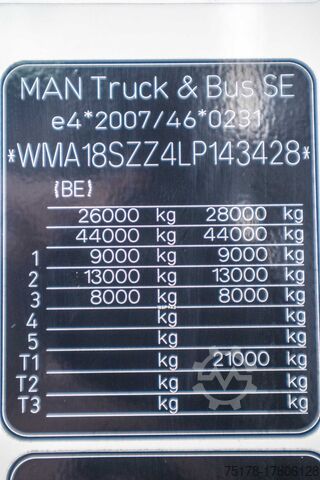 MAN Truck & Bus SE
e4*2007/46*0231
*WMA18SZZ4LP143428*
{BE}
26000 kg 28000 kg
44000 kg 44000 kg
1 9000 kg 9000 kg
2 13000 kg 13000 kg
3 8000 kg 8000 kg
4 kg kg
5 kg kg
T1 kg 21000 kg
T2 kg kg
T3 kg kg
75178-17606128